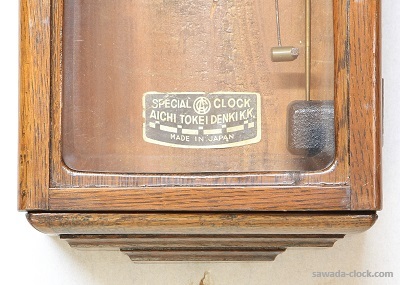 SPECIAL CLOCK
AICHI TOKEI DENKI K.K.
MADE IN JAPAN
sawada-clock.com